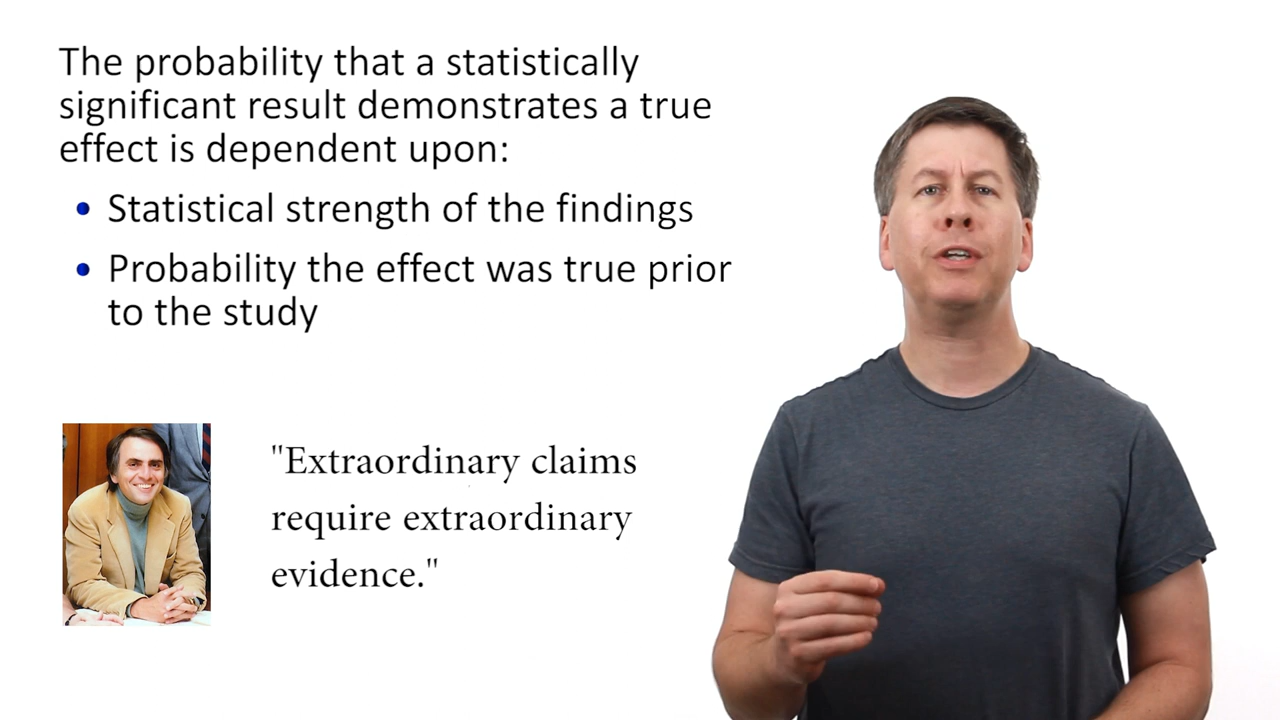 The probability that a statistically
significant result demonstrates a true
effect is dependent upon:
• Statistical strength of the findings
• Probability the effect was true prior
to the study
"Extraordinary claims
require extraordinary
evidence."